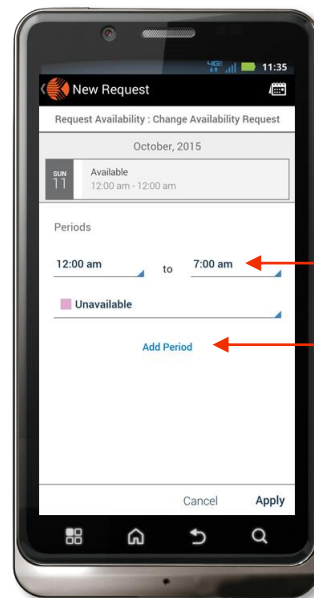 4G 11:35
New Request
Request Availability : Change Availability Request
October, 2015
SUN
11
Available
12:00 am - 12:00 am
Periods
12:00 am to 7:00 am
Unavailable
Add Period
Cancel Apply